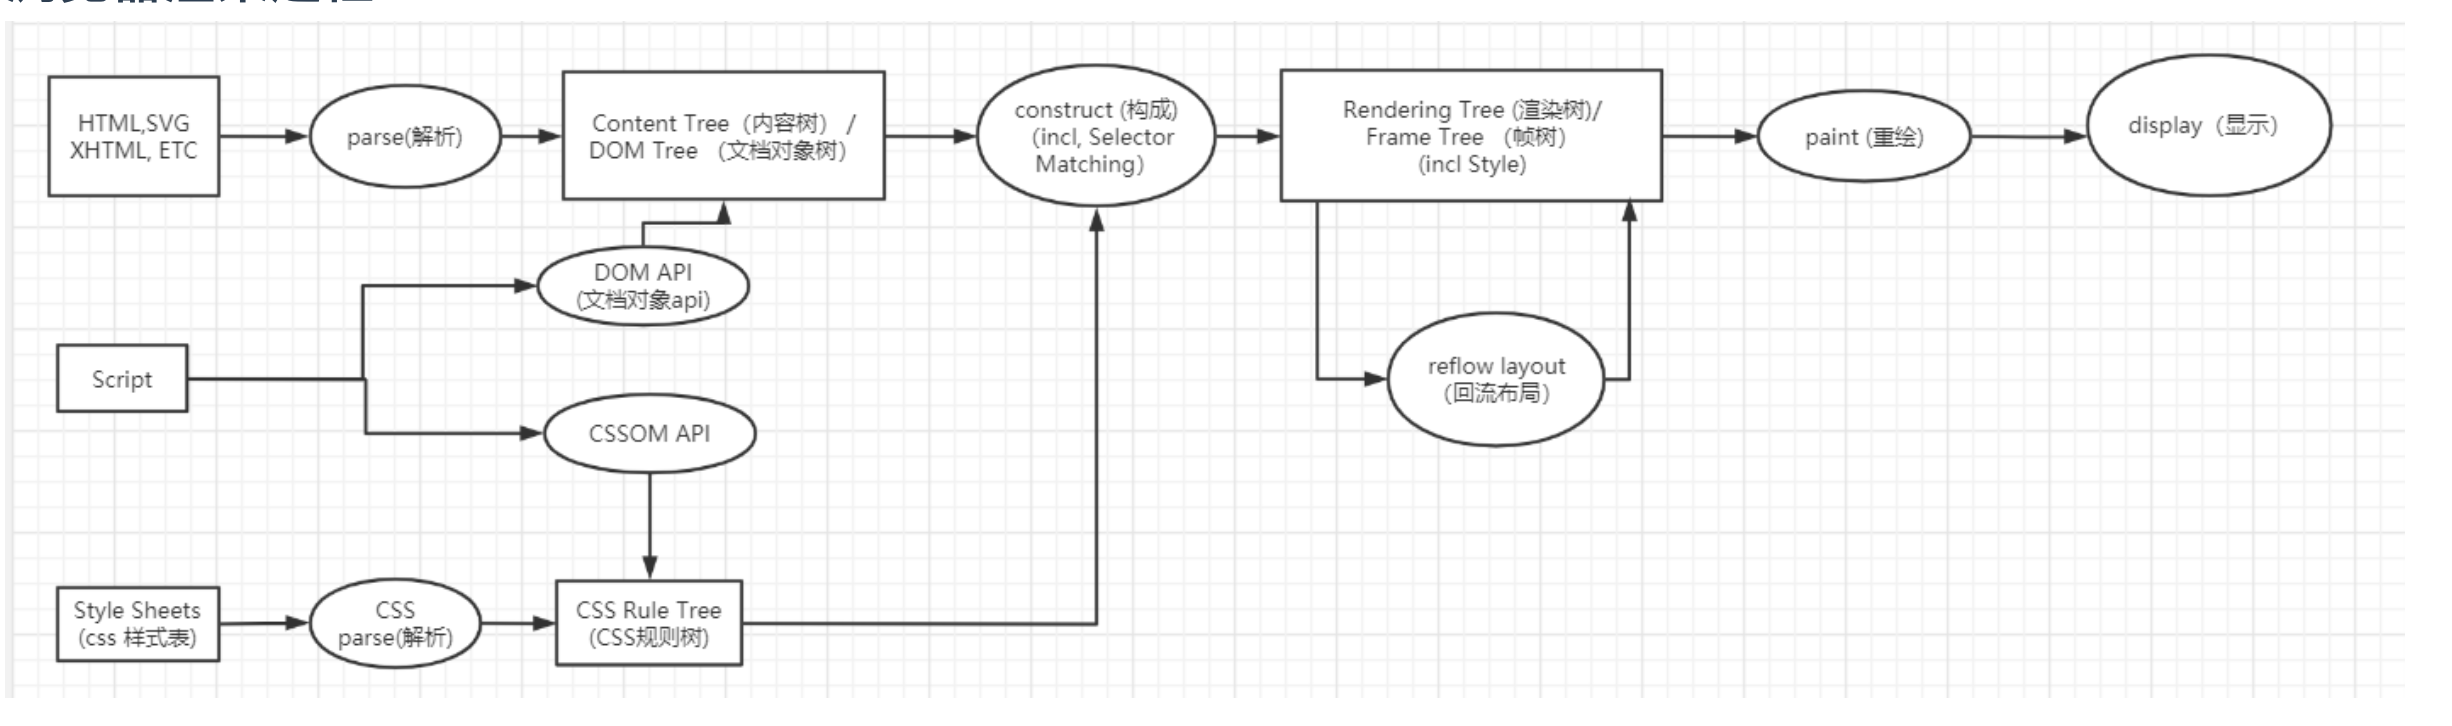 HTML,SVG
XHTML, ETC
parse(解析)
Content Tree（内容树） /
DOM Tree （文档对象树）
construct (构成)
（incl, Selector
Matching）
Rendering Tree (渲染树)/
Frame Tree （帧树）
(incl Style)
paint (重绘)
display（显示）
DOM API
(文档对象api)
Script
reflow layout
（回流布局）
CSSOM API
Style Sheets
(css 样式表)
CSS
parse(解析)
CSS Rule Tree
(CSS规则树)